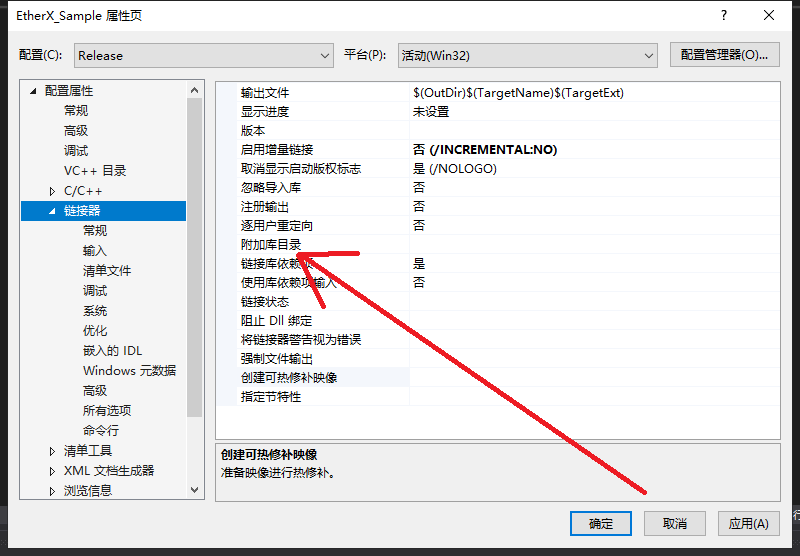 EtherX_Sample 属性页
配置(C): Release 平台(P): 活动(Win32) 配置管理器(O)...
配置属性
常规
高级
调试
VC++ 目录
C/C++
链接器
常规
输入
清单文件
调试
系统
优化
嵌入的 IDL
Windows 元数据
高级
所有选项
命令行
清单工具
XML 文档生成器
浏览信息
输出文件 $(OutDir)$(TargetName)$(TargetExt)
显示进度 未设置
版本
启用增量链接 否 (/INCREMENTAL:NO)
取消显示启动版权标志 是 (/NOLOGO)
忽略导入库 否
注册输出 否
逐用户重定向 否
附加库目录
链接库依赖项 是
使用库依赖项输入 否
链接状态
阻止 Dll 绑定
将链接器警告视为错误
强制文件输出
创建可热修补映像
指定节特性
创建可热修补映像
准备映像进行热修补。
确定 取消 应用(A)
行